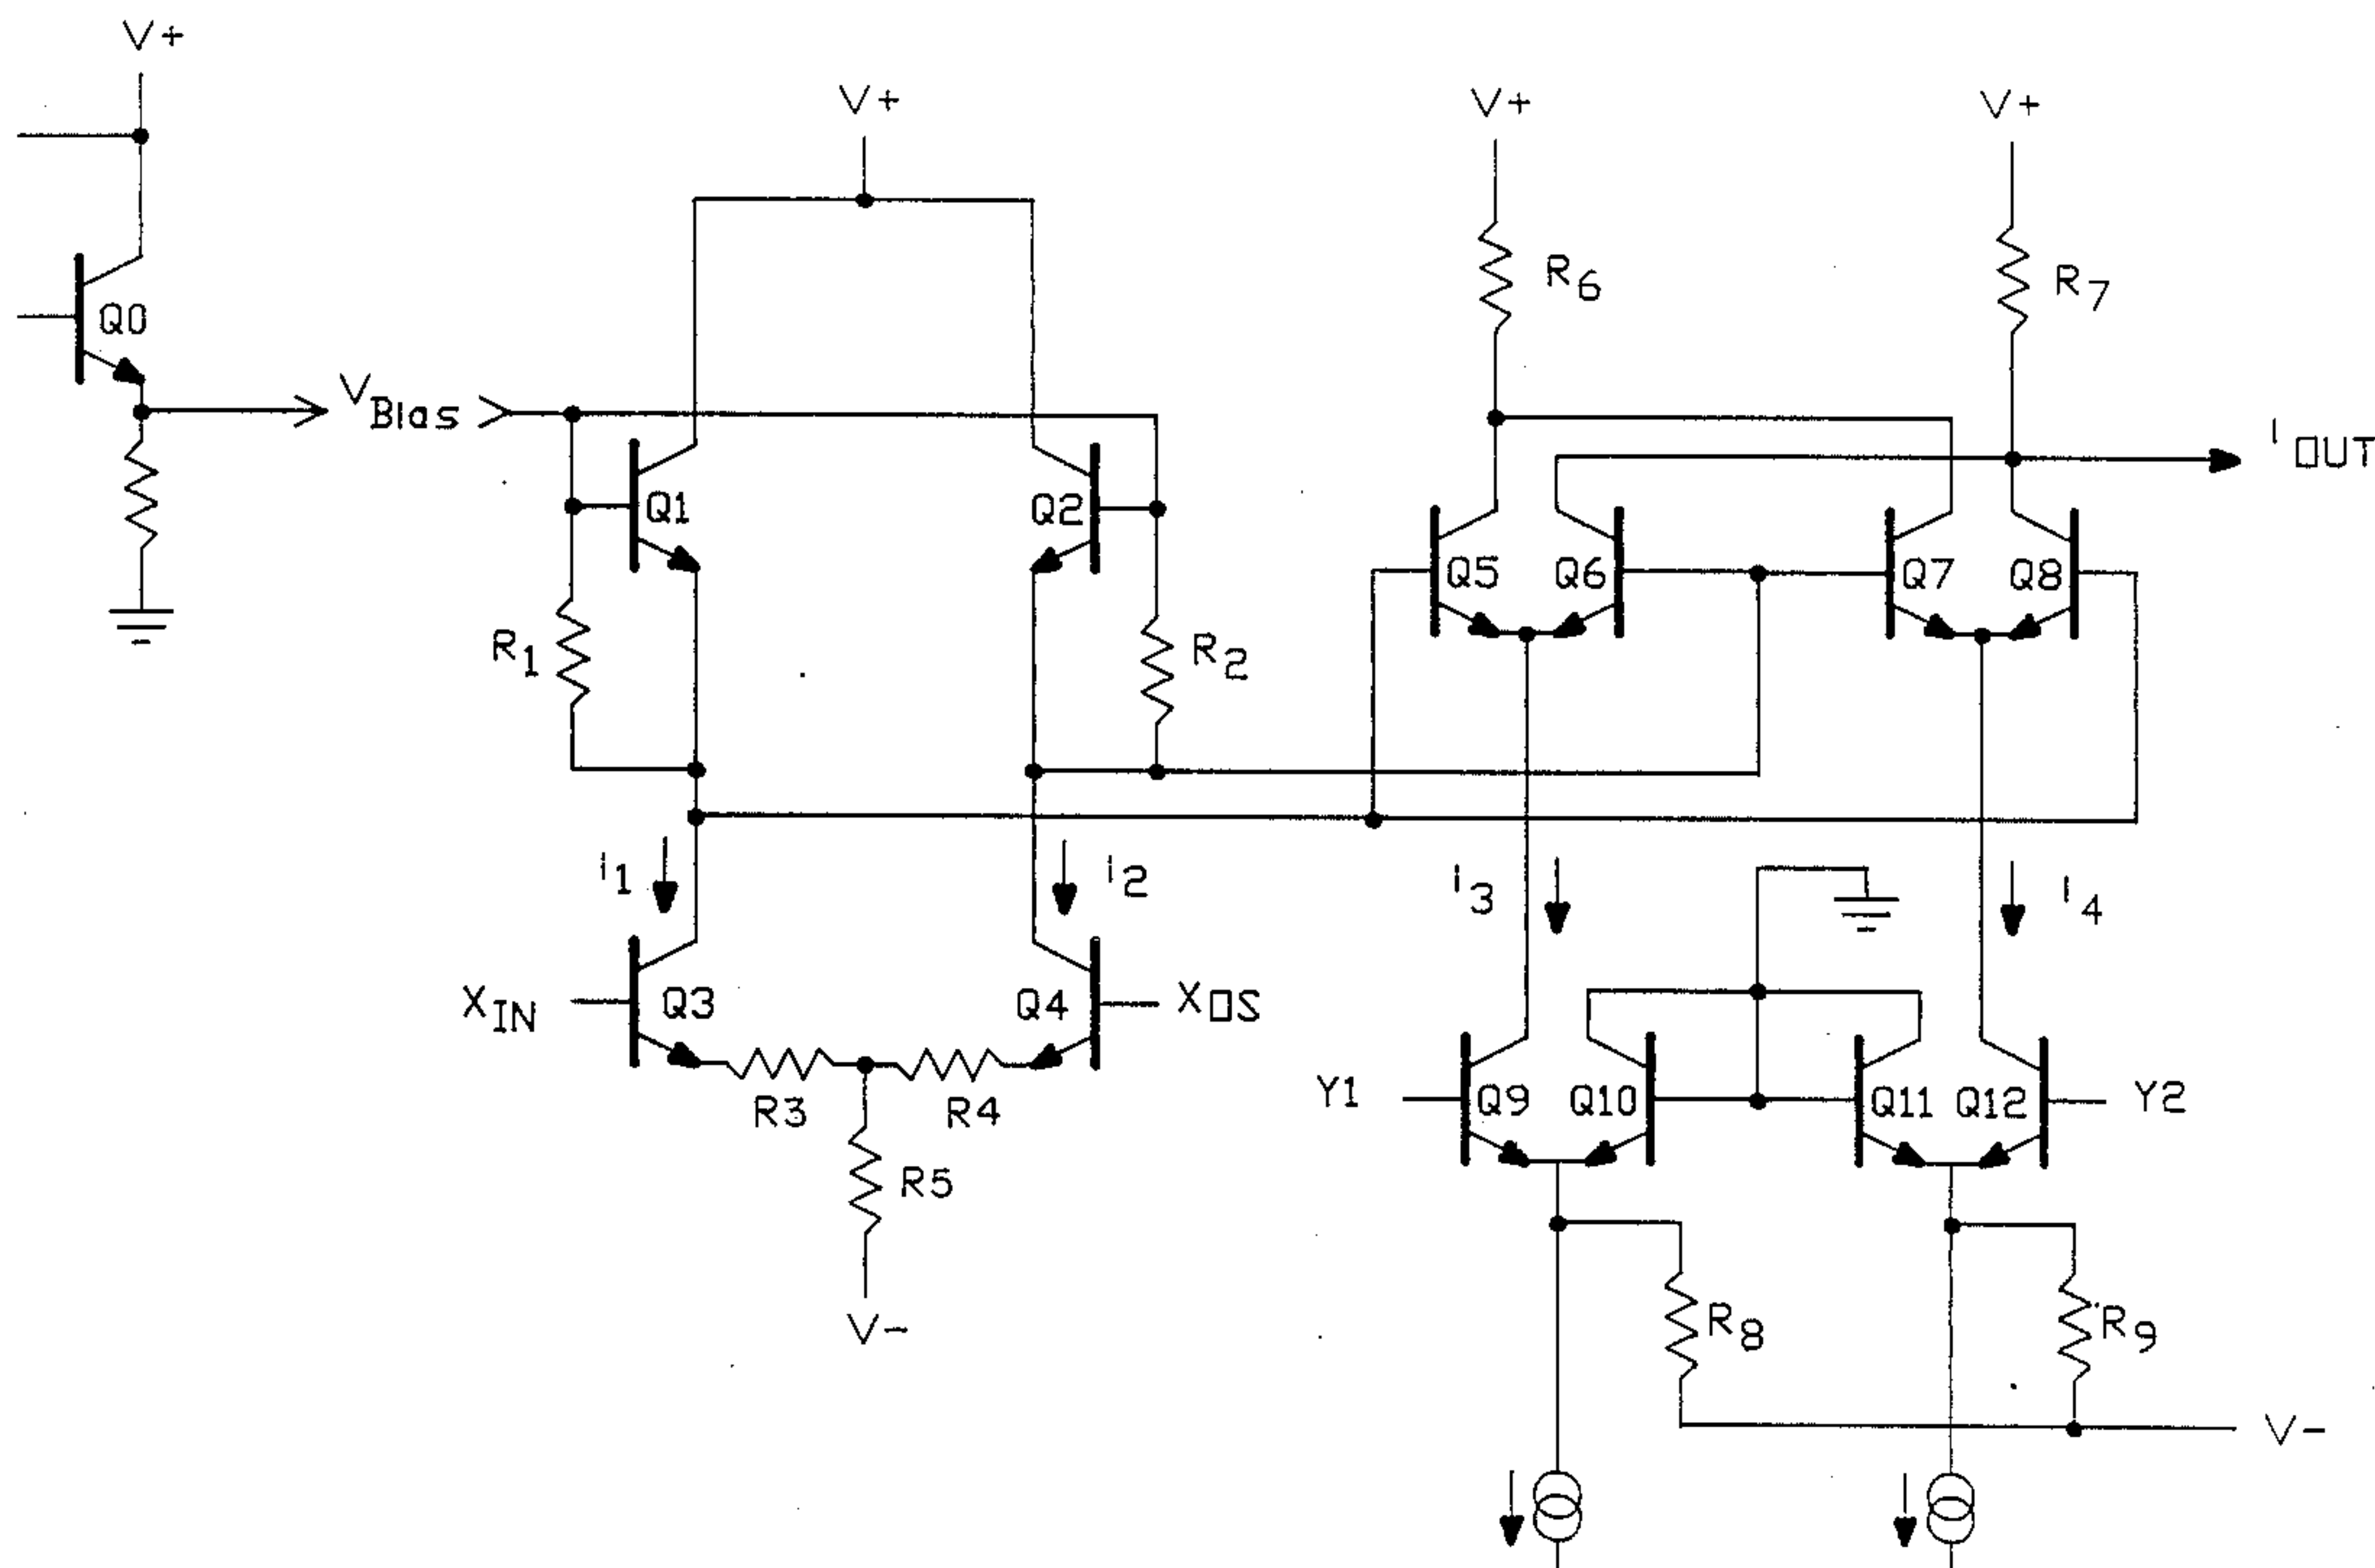 V+
V+
V+
V+
Q0
R6
R7
VBias
iOUT
Q1
Q2
Q5
Q6
Q7
Q8
R1
R2
i1
i2
i3
i4
XIN
Q3
Q4
XOS
Y1
Q9
Q10
Q11
Q12
Y2
R3
R4
R5
V-
R8
R9
V-